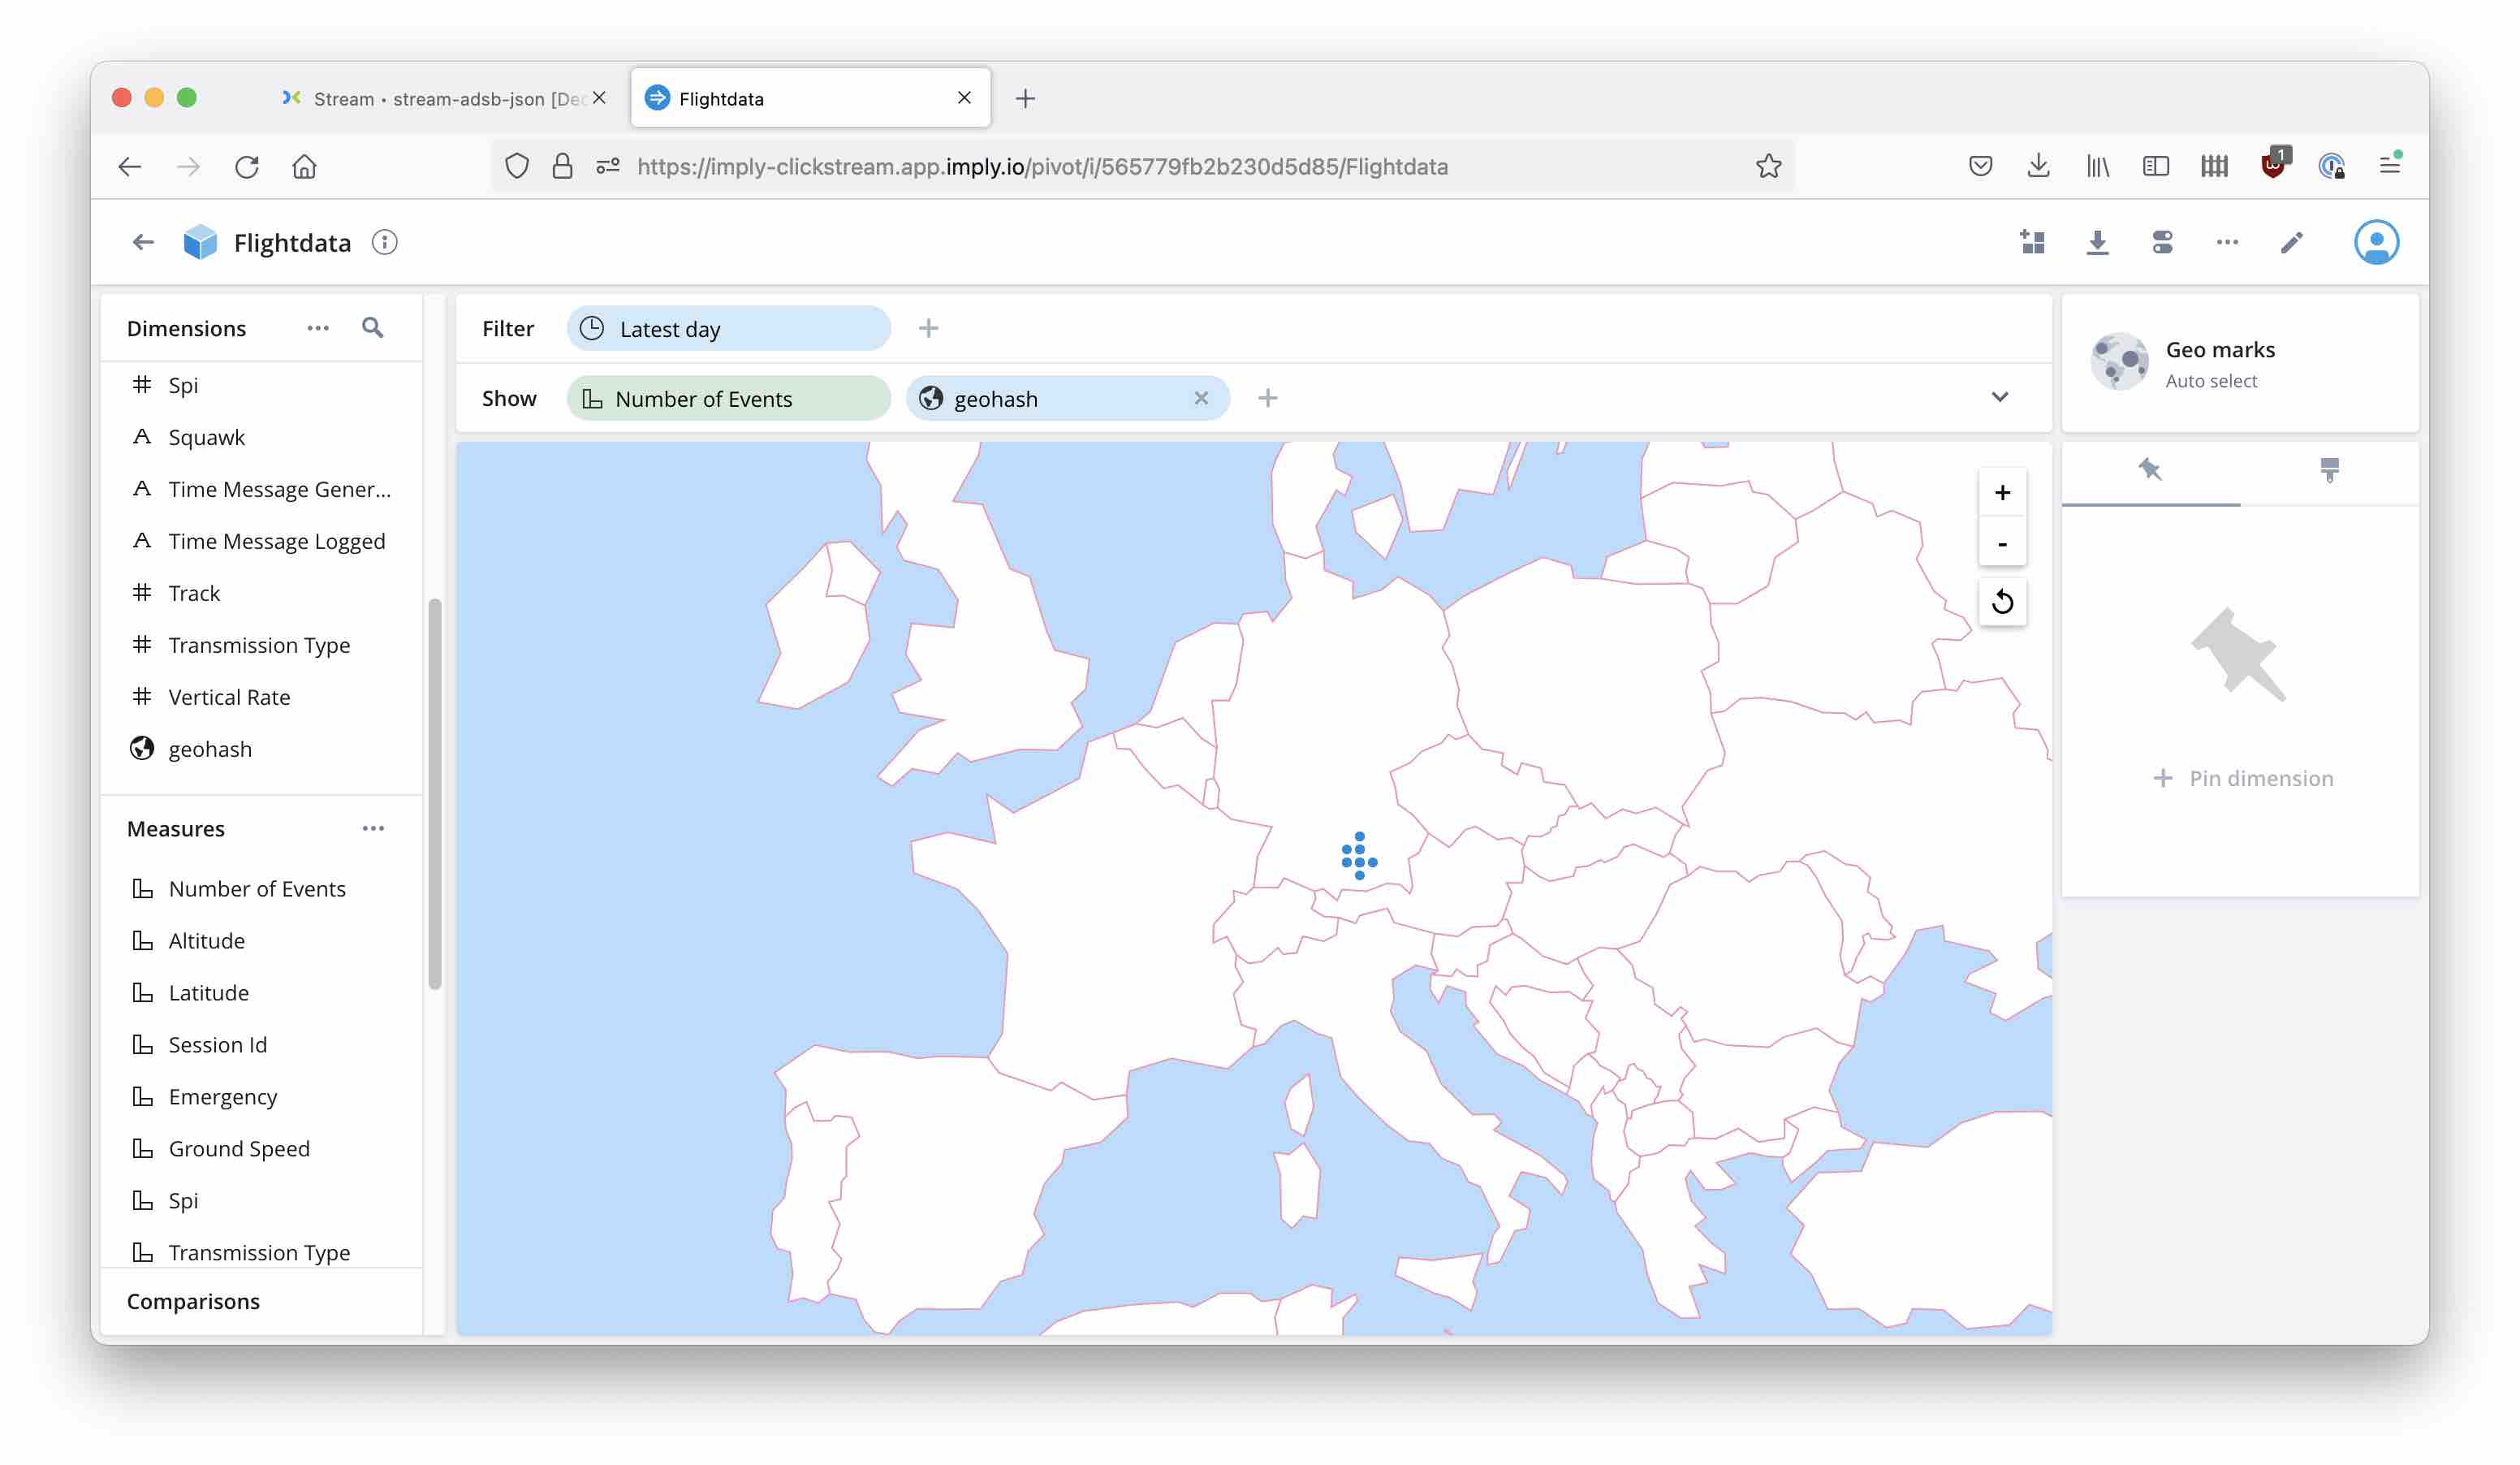 Stream • stream-adsb-json [Dec
Flightdata
https://imply-clickstream.app.imply.io/pivot/i/565779fb2b230d5d85/Flightdata
1
Flightdata
Dimensions
Spi
Squawk
Time Message Gener...
Time Message Logged
Track
Transmission Type
Vertical Rate
geohash
Measures
Number of Events
Altitude
Latitude
Session Id
Emergency
Ground Speed
Spi
Transmission Type
Comparisons
Filter
Latest day
Show
Number of Events
geohash
+
-
Geo marks
Auto select
Pin dimension